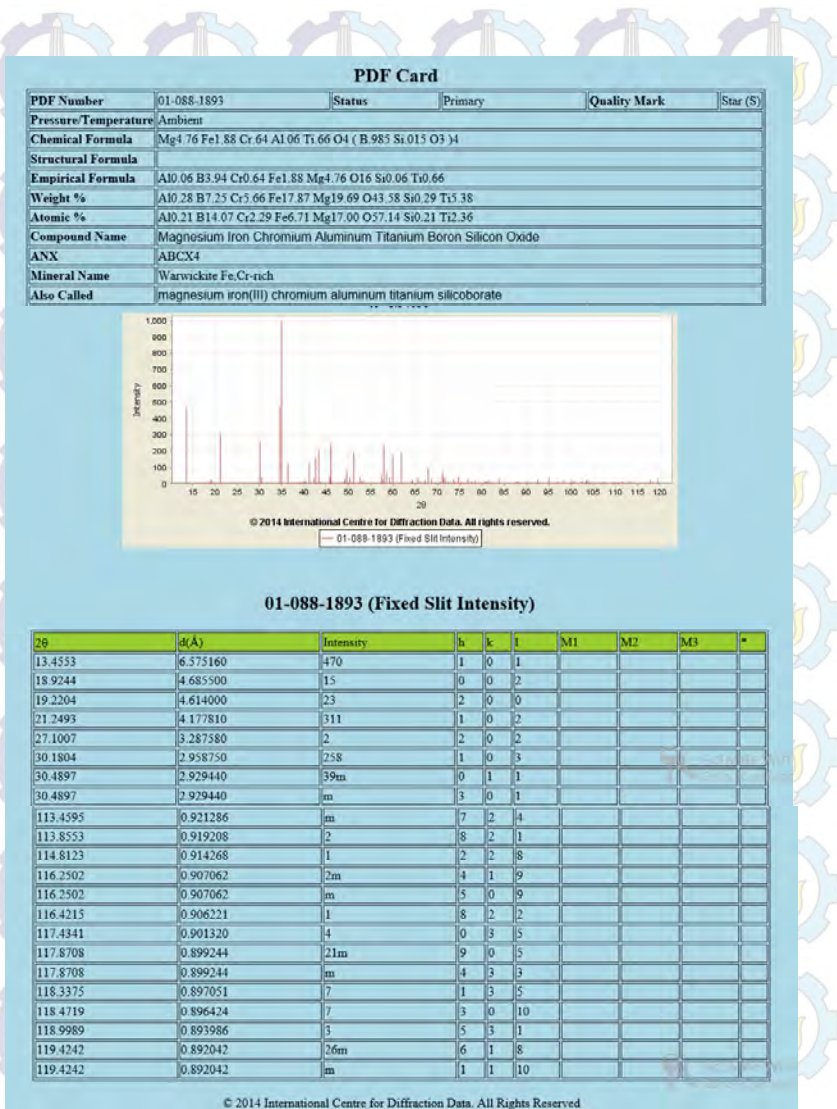 PDF Card
PDF Number 01-088-1893 Status Primary Quality Mark Star (S)
Pressure/Temperature Ambient
Chemical Formula Mg4.76 Fe1.88 Cr.64 Al.06 Ti.66 O4 ( B.985 Si.015 O3 )4
Structural Formula
Empirical Formula Al0.06 B3.94 Cr0.64 Fe1.88 Mg4.76 O16 Si0.06 Ti0.66
Weight % Al0.28 B7.25 Cr5.66 Fe17.87 Mg19.69 O43.58 Si0.29 Ti5.38
Atomic % Al0.21 B14.07 Cr2.29 Fe6.71 Mg17.00 O57.14 Si0.21 Ti2.36
Compound Name Magnesium Iron Chromium Aluminum Titanium Boron Silicon Oxide
ANX ABCX4
Mineral Name Warwickite Fe,Cr-rich
Also Called magnesium iron(III) chromium aluminum titanium silicoborate
1,000
900
800
700
600
500
400
300
200
100
0
Intensity
15 20 25 30 35 40 45 50 55 60 65 70 75 80 85 90 95 100 105 110 115 120
2θ
© 2014 International Centre for Diffraction Data. All rights reserved.
01-088-1893 (Fixed Slit Intensity)
01-088-1893 (Fixed Slit Intensity)
2θ d(Å) Intensity h k l M1 M2 M3 *
13.4553 6.575160 470 1 0 1
18.9244 4.685500 15 0 0 2
19.2204 4.614000 23 2 0 0
21.2493 4.177810 311 1 0 2
27.1007 3.287580 2 2 0 2
30.1804 2.958750 258 1 0 3
30.4897 2.929440 39m 0 1 1
30.4897 2.929440 m 3 0 1
113.4595 0.921286 m 7 2 4
113.8553 0.919208 2 8 2 1
114.8123 0.914268 1 2 2 8
116.2502 0.907062 2m 4 1 9
116.2502 0.907062 m 5 0 9
116.4215 0.906221 1 8 2 2
117.4341 0.901320 4 0 3 5
117.8708 0.899244 21m 9 0 5
117.8708 0.899244 m 4 3 3
118.3375 0.897051 7 1 3 5
118.4719 0.896424 7 3 0 10
118.9989 0.893986 3 5 3 1
119.4242 0.892042 26m 6 1 8
119.4242 0.892042 m 1 1 10
© 2014 International Centre for Diffraction Data. All Rights Reserved